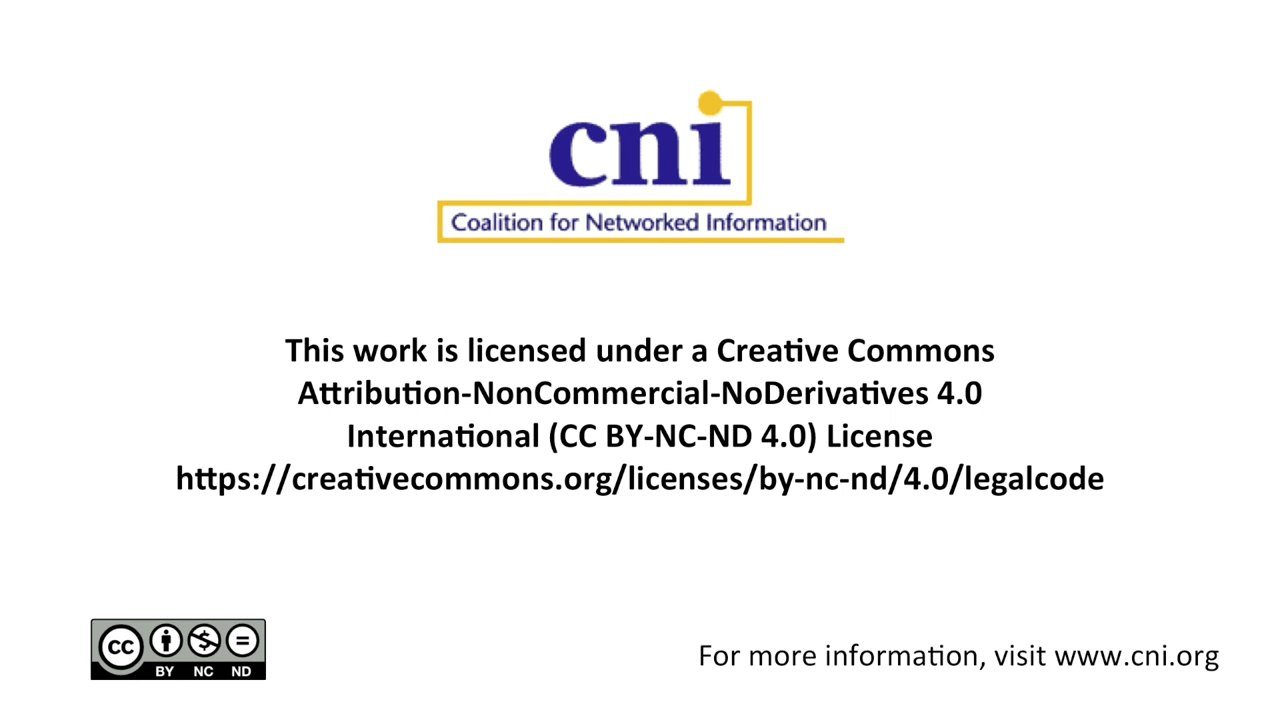 cni
Coalition for Networked Information
This work is licensed under a Creative Commons
Attribution-NonCommercial-NoDerivatives 4.0
International (CC BY-NC-ND 4.0) License
https://creativecommons.org/licenses/by-nc-nd/4.0/legalcode
cc
BY NC ND
For more information, visit www.cni.org